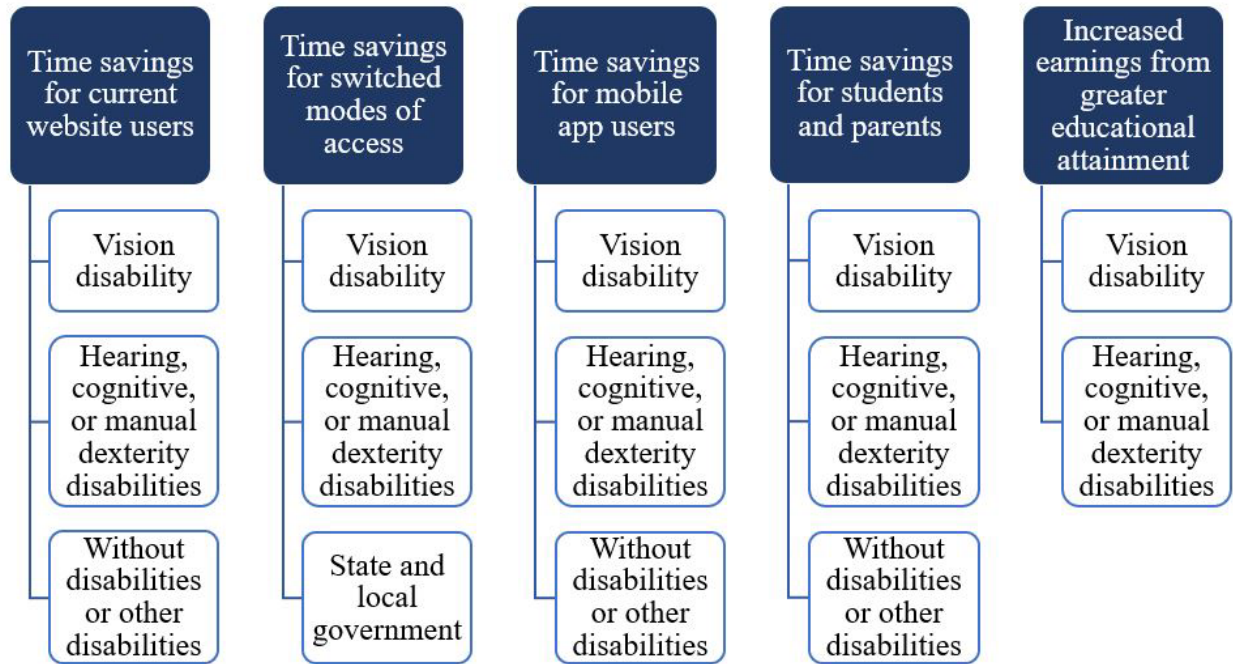 Time savings
for current
website users
Vision
disability
Hearing,
cognitive,
or manual
dexterity
disabilities
Without
disabilities
or other
disabilities
Time savings
for switched
modes of
access
Vision
disability
Hearing,
cognitive,
or manual
dexterity
disabilities
State and
local
government
Time savings
for mobile
app users
Vision
disability
Hearing,
cognitive,
or manual
dexterity
disabilities
Without
disabilities
or other
disabilities
Time savings
for students
and parents
Vision
disability
Hearing,
cognitive,
or manual
dexterity
disabilities
Without
disabilities
or other
disabilities
Increased
earnings from
greater
educational
attainment
Vision
disability
Hearing,
cognitive,
or manual
dexterity
disabilities